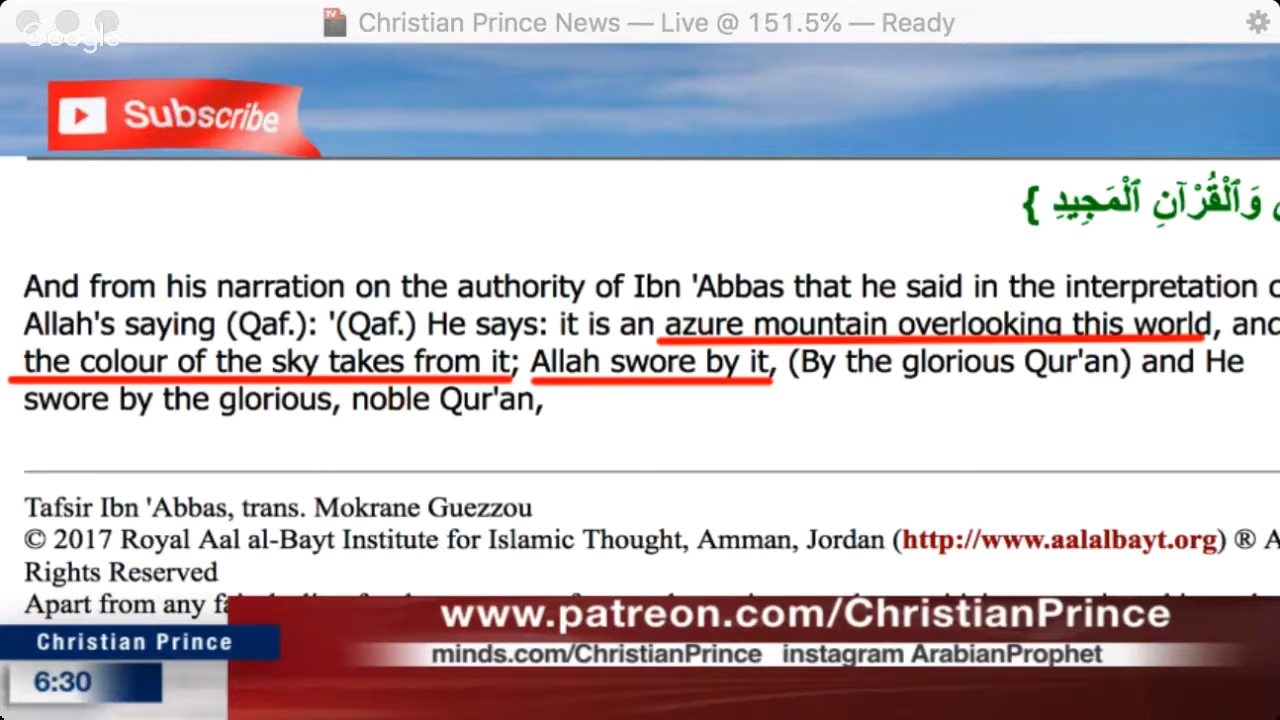 Christian Prince News — Live @ 151.5% — Ready
Google
Subscribe
وَٱلْقُرْآنِ ٱلْمَجِيدِ }
And from his narration on the authority of Ibn 'Abbas that he said in the interpretation
Allah's saying (Qaf.): '(Qaf.) He says: it is an azure mountain overlooking this world, and
the colour of the sky takes from it; Allah swore by it, (By the glorious Qur'an) and He
swore by the glorious, noble Qur'an,
Tafsir Ibn 'Abbas, trans. Mokrane Guezzou
© 2017 Royal Aal al-Bayt Institute for Islamic Thought, Amman, Jordan (http://www.aalalbayt.org) ®
Rights Reserved
Apart from any
www.patreon.com/ChristianPrince
Christian Prince
minds.com/ChristianPrince instagram ArabianProphet
6:30